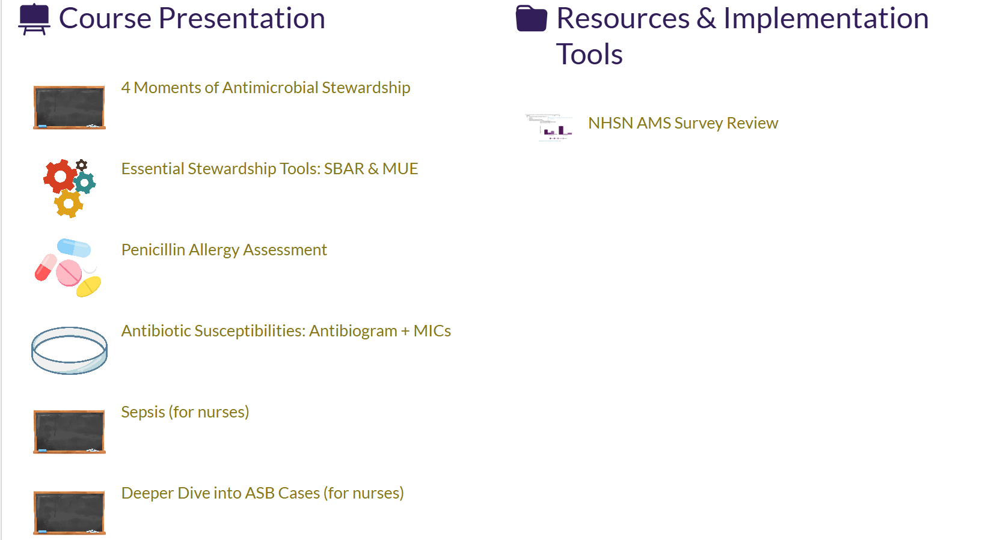 Course Presentation
4 Moments of Antimicrobial Stewardship
Essential Stewardship Tools: SBAR & MUE
Penicillin Allergy Assessment
Antibiotic Susceptibilities: Antibiogram + MICs
Sepsis (for nurses)
Deeper Dive into ASB Cases (for nurses)
Resources & Implementation
Tools
NHSN AMS Survey Review